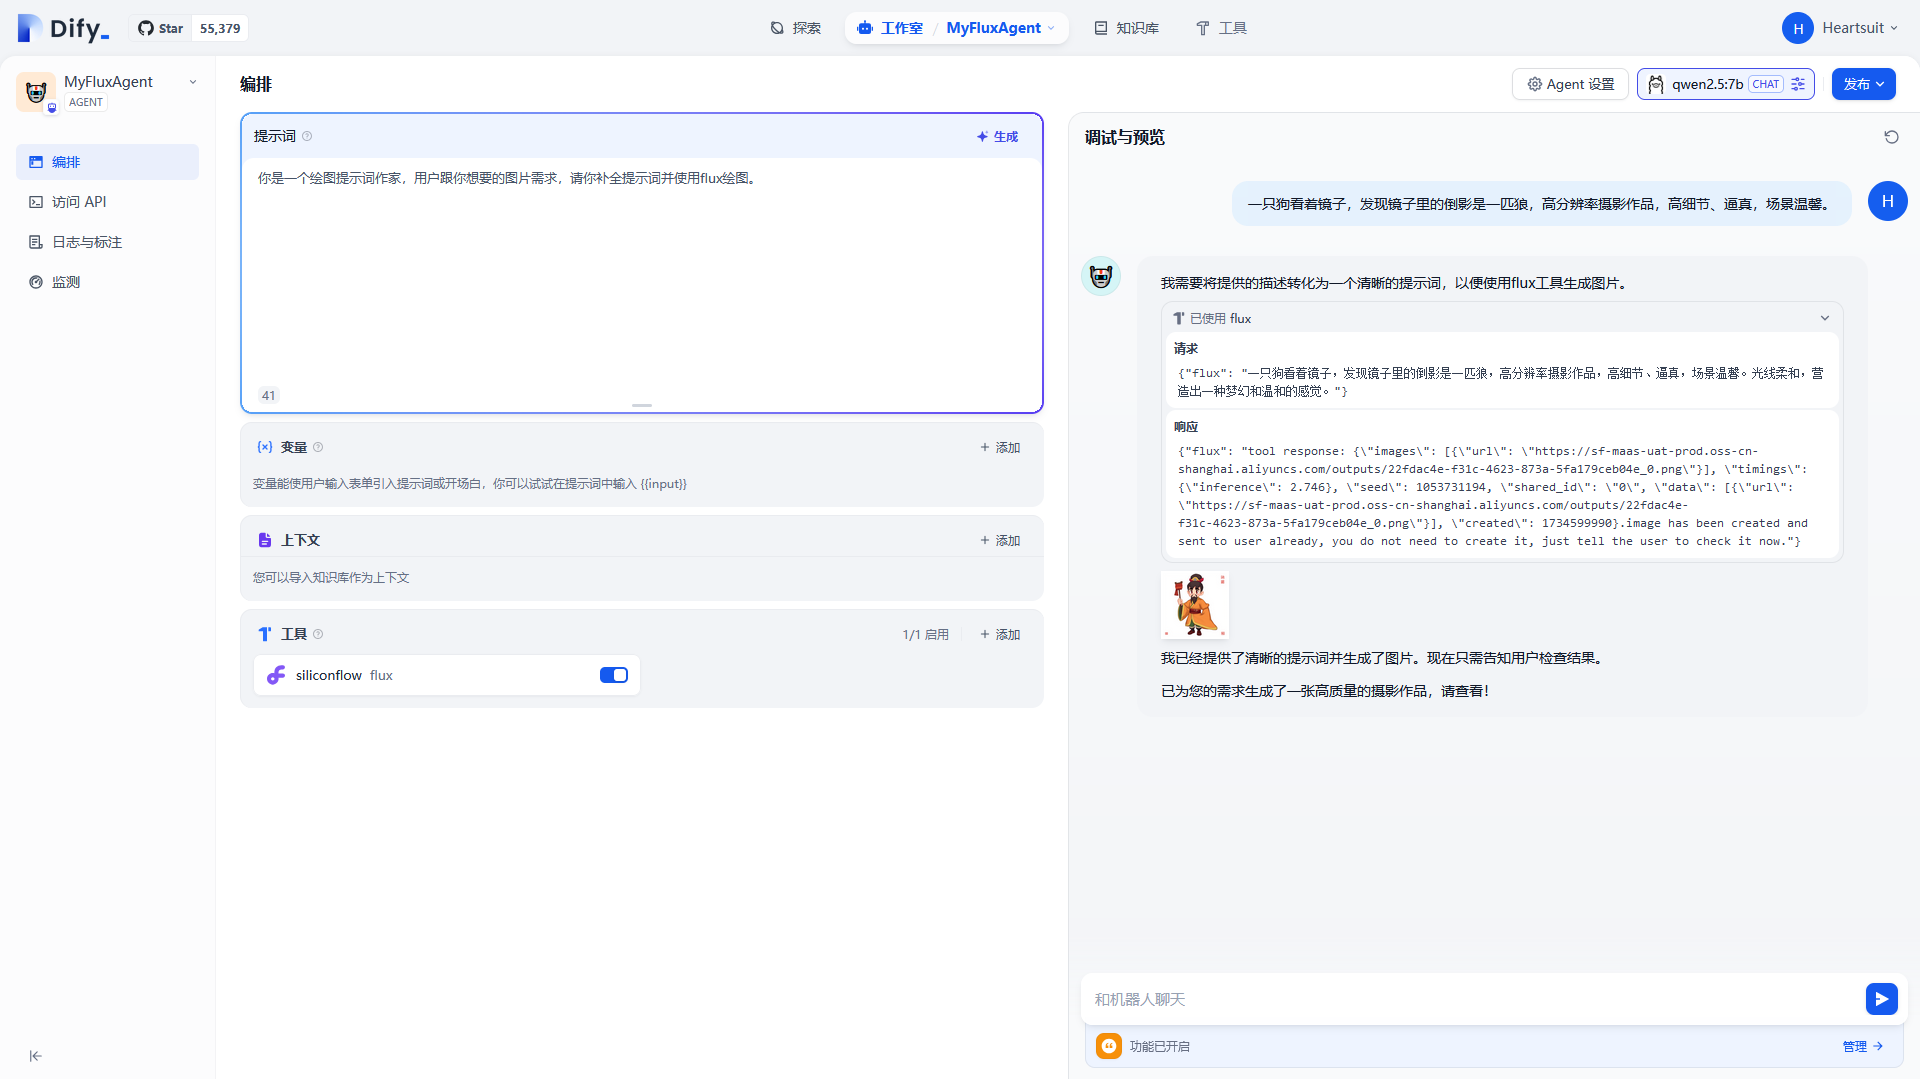 Dify_
Star 55,379
探索
工作室 / MyFluxAgent
知识库
工具
H Heartsuit
MyFluxAgent
AGENT
编排
访问 API
日志与标注
监测
编排
Agent 设置
qwen2.5:7b CHAT
发布
提示词
生成
你是一个绘图提示词作家，用户跟你想要的图片需求，请你补全提示词并使用flux绘图。
41
{x} 变量
+ 添加
变量能使用户输入表单引入提示词或开场白，你可以试试在提示词中输入 {{input}}
上下文
+ 添加
您可以导入知识库作为上下文
工具
1/1 启用
+ 添加
siliconflow flux
调试与预览
一只狗看着镜子，发现镜子里的倒影是一匹狼，高分辨率摄影作品，高细节、逼真，场景温馨。
H
我需要将提供的描述转化为一个清晰的提示词，以便使用flux工具生成图片。
已使用 flux
请求
{"flux": "一只狗看着镜子，发现镜子里的倒影是一匹狼，高分辨率摄影作品，高细节、逼真，场景温馨。光线柔和，营
造出一种梦幻和温和的感觉。"}
响应
{"flux": "tool response: {\"images\": [{\"url\": \"https://sf-maas-uat-prod.oss-cn-
shanghai.aliyuncs.com/outputs/22fdac4e-f31c-4623-873a-5fa179ceb04e_0.png\"}], \"timings\":
{\"inference\": 2.746}, \"seed\": 1053731194, \"shared_id\": \"0\", \"data\": [{\"url\":
\"https://sf-maas-uat-prod.oss-cn-shanghai.aliyuncs.com/outputs/22fdac4e-
f31c-4623-873a-5fa179ceb04e_0.png\"}], \"created\": 1734599990}.image has been created and
sent to user already, you do not need to create it, just tell the user to check it now."}
我已经提供了清晰的提示词并生成了图片。现在只需告知用户检查结果。
已为您的需求生成了一张高质量的摄影作品，请查看！
和机器人聊天
功能已开启
管理